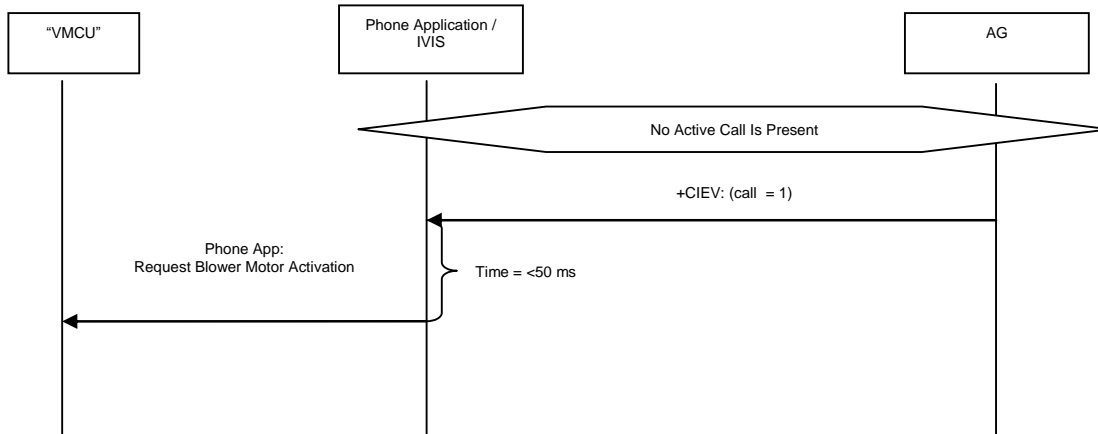 “VMCU”
Phone Application /
IVIS
AG
No Active Call Is Present
+CIEV: (call  = 1)
Phone App:
Request Blower Motor Activation
Time = <50 ms